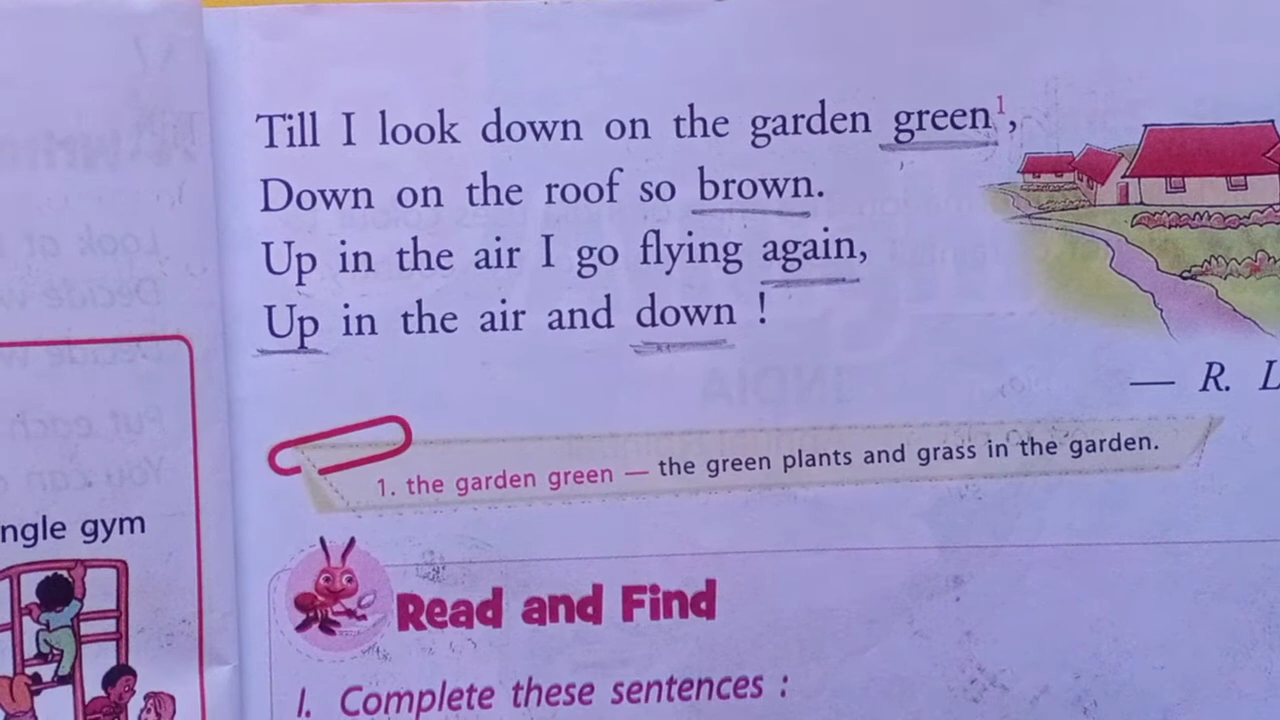 Till I look down on the garden green¹,
Down on the roof so brown.
Up in the air I go flying again,
Up in the air and down !
— R. L
1. the garden green — the green plants and grass in the garden.
ngle gym
Read and Find
I. Complete these sentences :